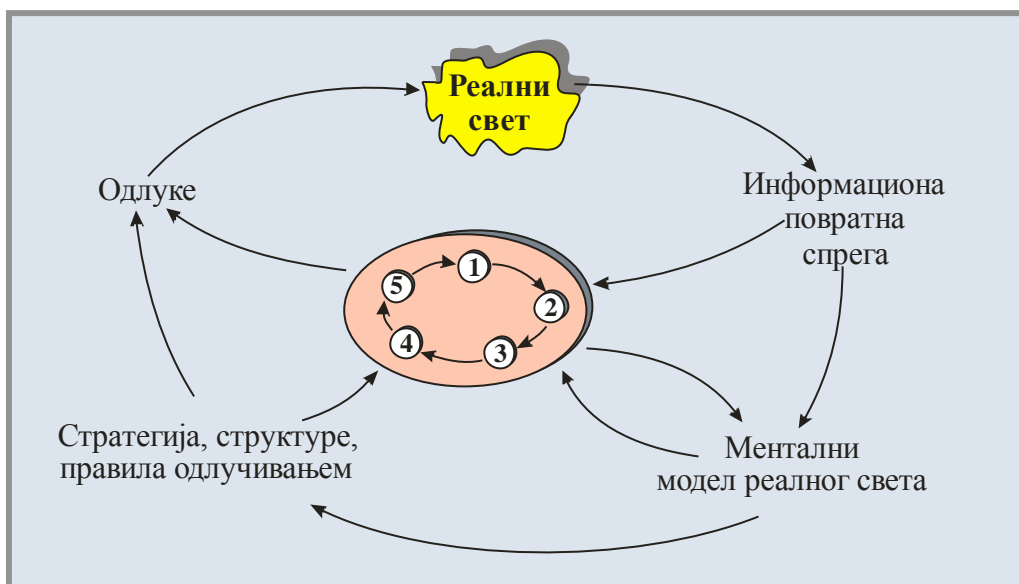 Реални
свет
Одлуке
Информациона
повратна
спрега
1
2
3
4
5
Стратегија, структуре,
правила одлучивањем
Ментални
модел реалног света